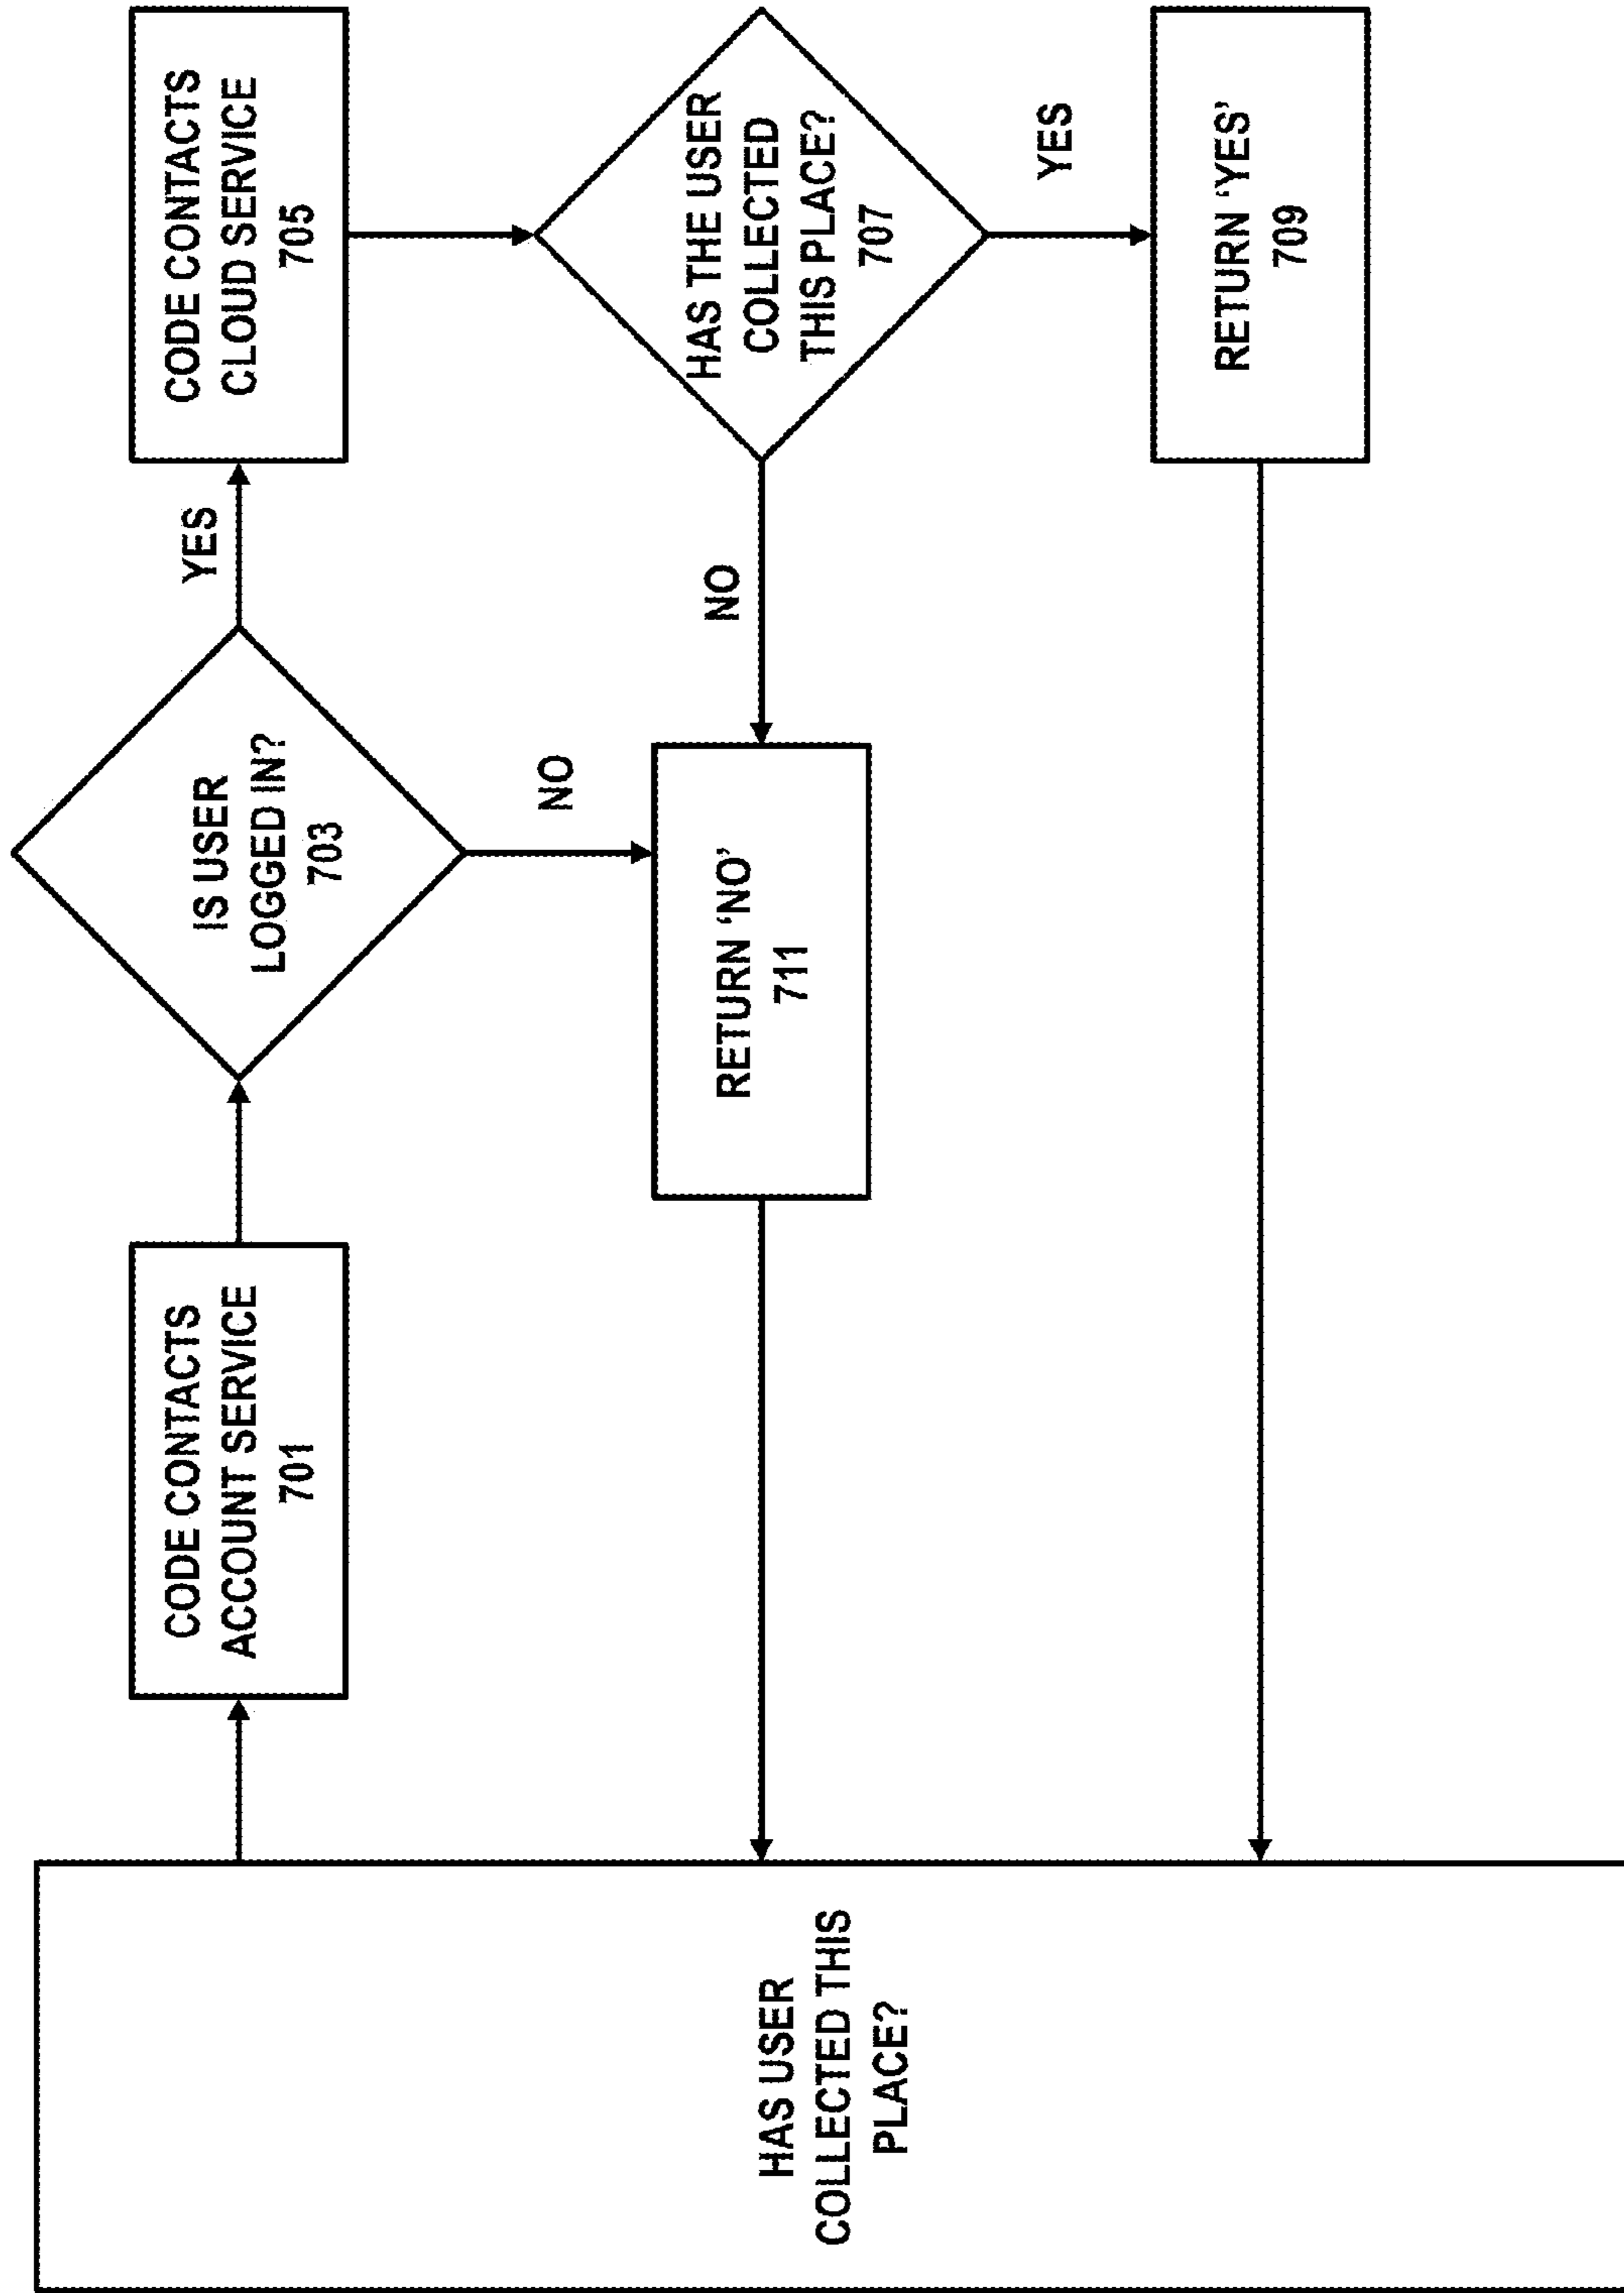 HAS USER
COLLECTED THIS
PLACE?
CODE CONTACTS
ACCOUNT SERVICE
701
IS USER
LOGGED IN?
703
YES
CODE CONTACTS
CLOUD SERVICE
705
NO
RETURN ‘NO’
711
NO
HAS THE USER
COLLECTED
THIS PLACE?
707
YES
RETURN ‘YES’
709